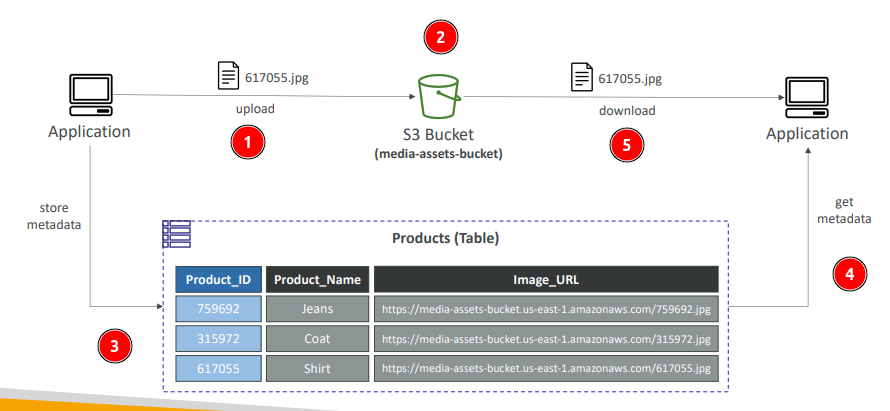 2
617055.jpg
617055.jpg
upload
download
Application
S3 Bucket
Application
(media-assets-bucket)
1
5
store
metadata
get
metadata
Products (Table)
4
Product_ID Product_Name Image_URL
759692 Jeans https://media-assets-bucket.us-east-1.amazonaws.com/759692.jpg
315972 Coat https://media-assets-bucket.us-east-1.amazonaws.com/315972.jpg
617055 Shirt https://media-assets-bucket.us-east-1.amazonaws.com/617055.jpg
3